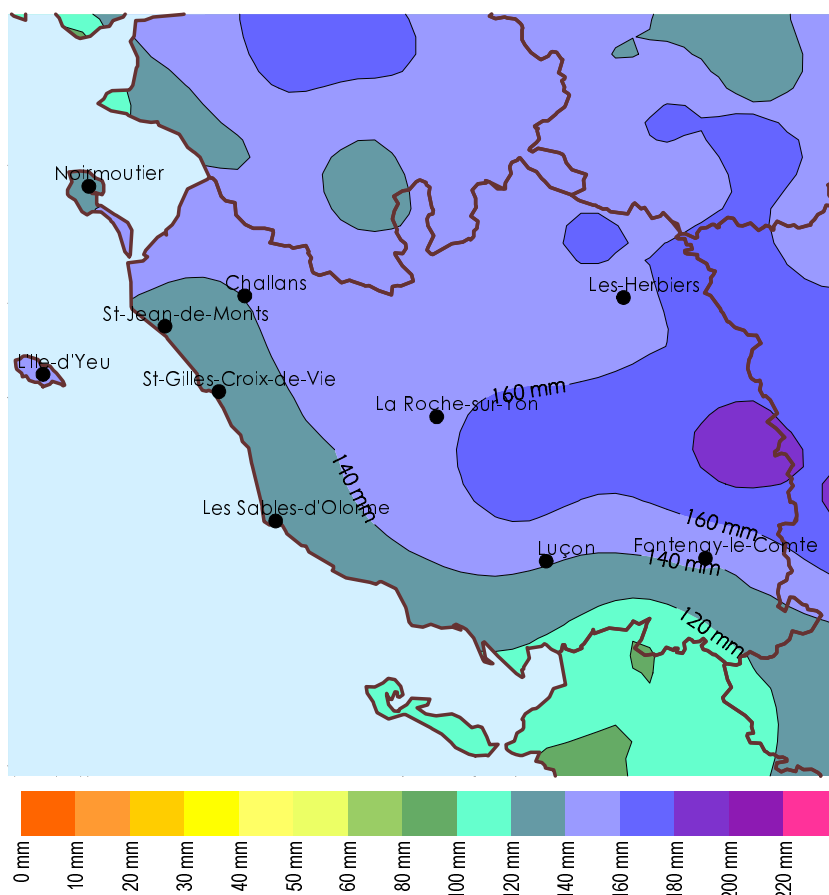 Noirmoutier
Challans
Les-Herbiers
St-Jean-de-Monts
L'Ile-d'Yeu
St-Gilles-Croix-de-Vie
160 mm
La Roche-sur-Yon
140 mm
Les Sables-d'Olonne
160 mm
Luçon
Fontenay-le-Comte
140 mm
120 mm
0 mm
10 mm
20 mm
30 mm
40 mm
50 mm
60 mm
80 mm
100 mm
120 mm
140 mm
160 mm
180 mm
200 mm
220 mm